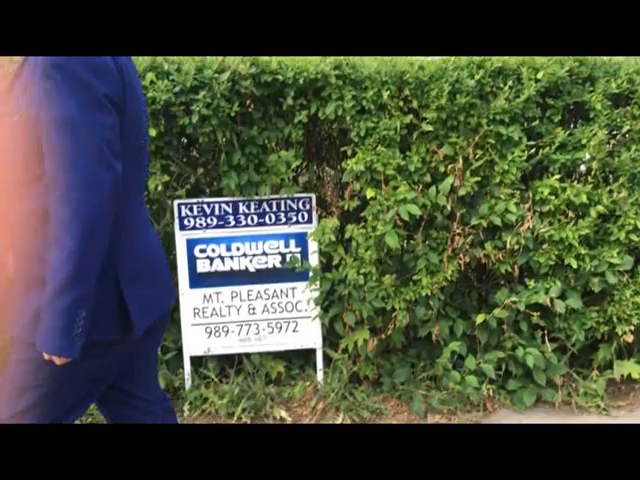 KEVIN KEATING
989-330-0350
COLDWELL
BANKER
MT. PLEASANT
REALTY & ASSOC.
989-773-5972